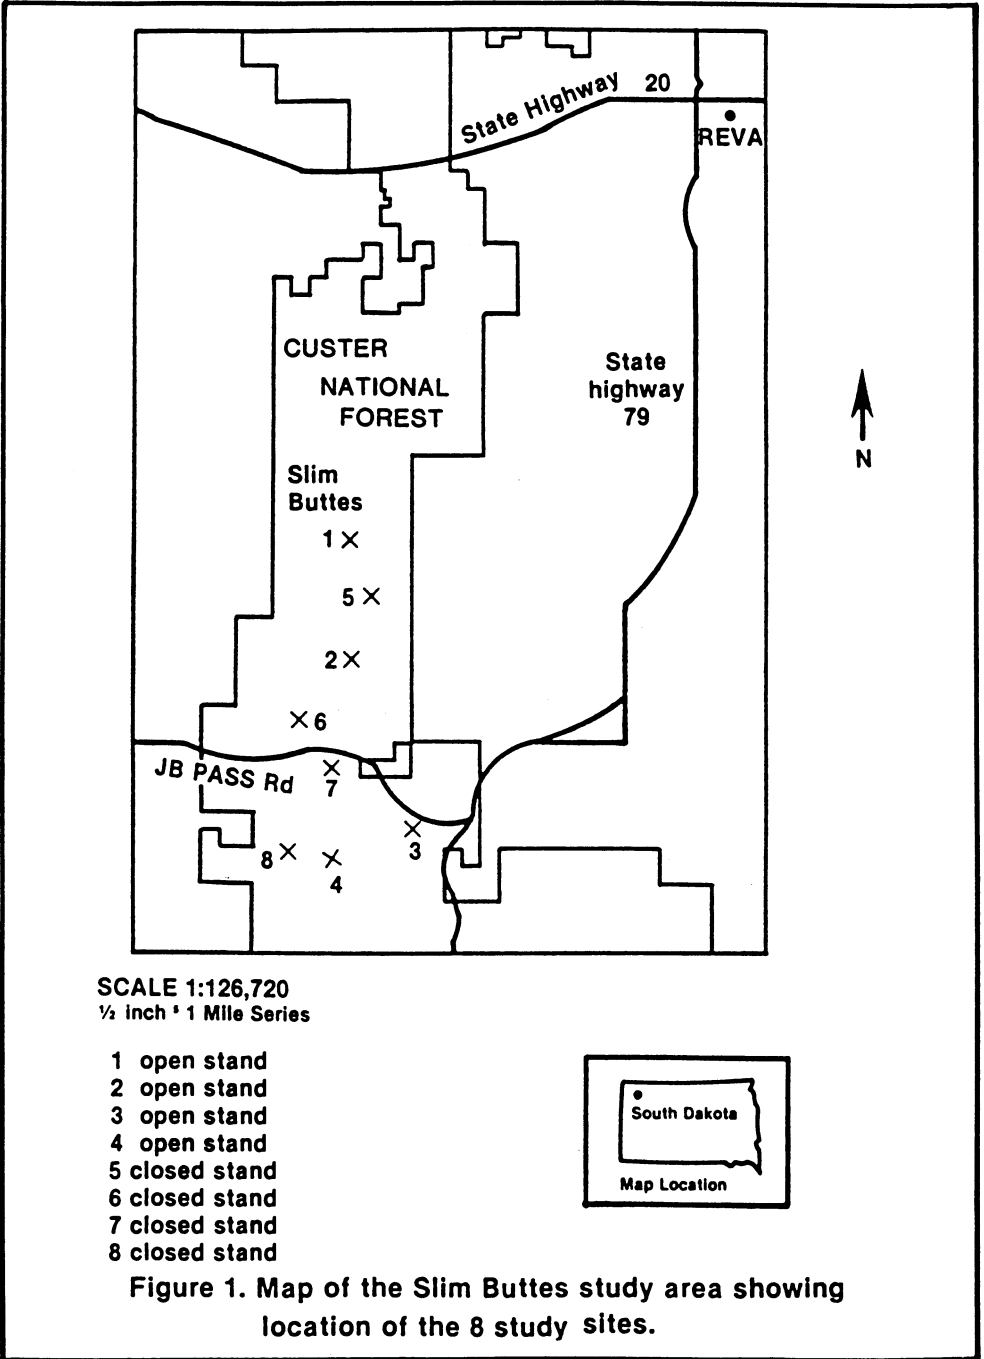 State Highway 20
REVA
CUSTER
NATIONAL
FOREST
State
highway
79
N
Slim
Buttes
1
5
2
6
JB PASS Rd
7
3
8
4
SCALE 1:126,720
½ inch = 1 Mile Series
1 open stand
2 open stand
3 open stand
4 open stand
5 closed stand
6 closed stand
7 closed stand
8 closed stand
South Dakota
Map Location
Figure 1. Map of the Slim Buttes study area showing
location of the 8 study sites.